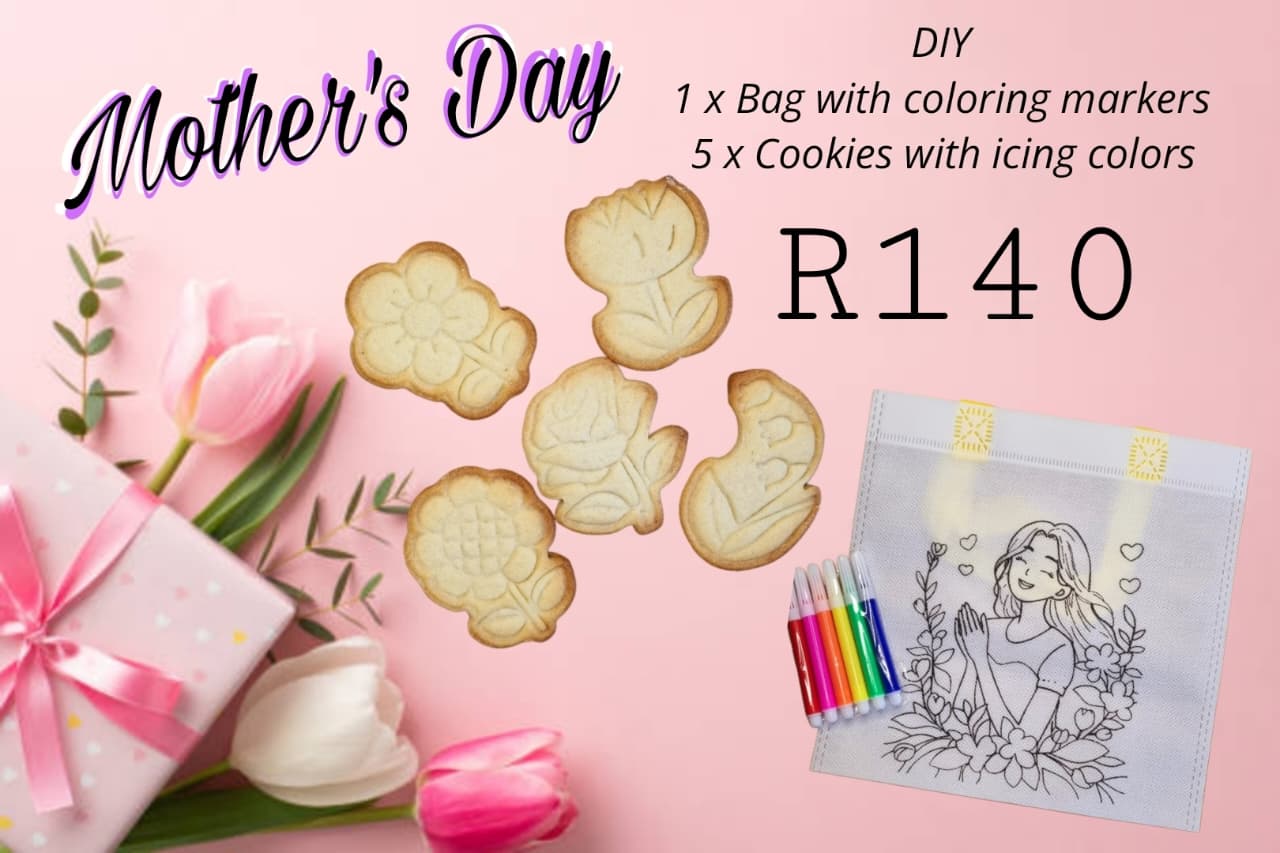 Mother's Day
DIY
1 x Bag with coloring markers
5 x Cookies with icing colors
R140